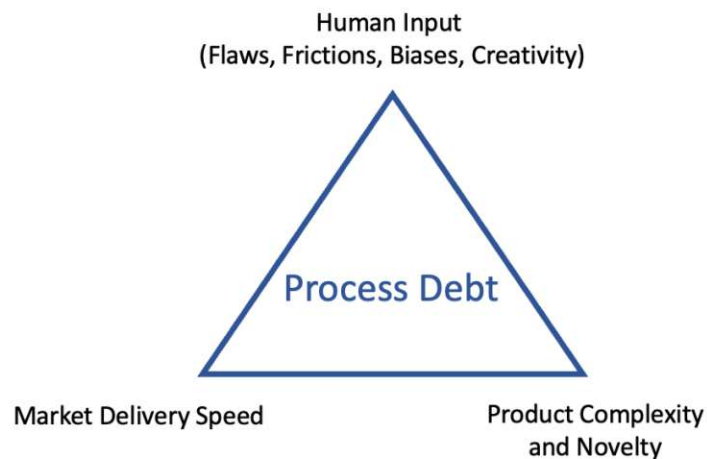 Human Input
(Flaws, Frictions, Biases, Creativity)
Process Debt
Market Delivery Speed
Product Complexity
and Novelty